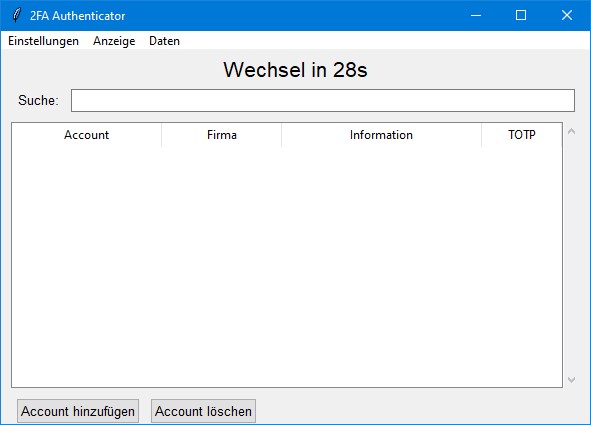 2FA Authenticator
Einstellungen Anzeige Daten
Wechsel in 28s
Suche:
Account Firma Information TOTP
Account hinzufügen Account löschen